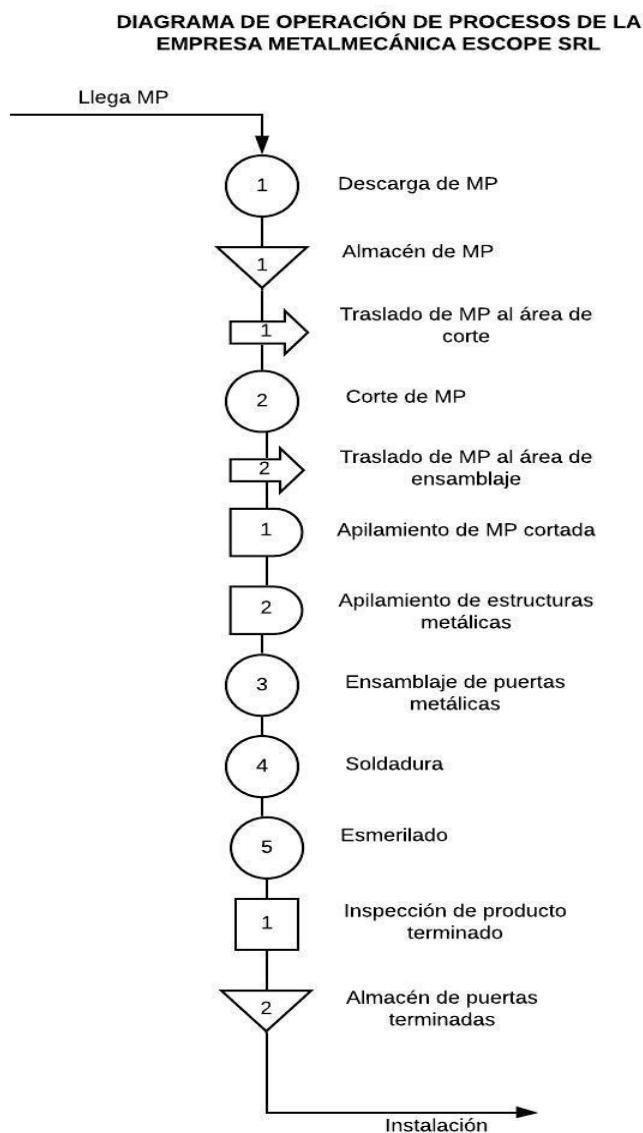 DIAGRAMA DE OPERACIÓN DE PROCESOS DE LA
EMPRESA METALMECÁNICA ESCOPE SRL
Llega MP
1
Descarga de MP
1
Almacén de MP
1
Traslado de MP al área de
corte
2
Corte de MP
2
Traslado de MP al área de
ensamblaje
1
Apilamiento de MP cortada
2
Apilamiento de estructuras
metálicas
3
Ensamblaje de puertas
metálicas
4
Soldadura
5
Esmerilado
1
Inspección de producto
terminado
2
Almacén de puertas
terminadas
Instalación